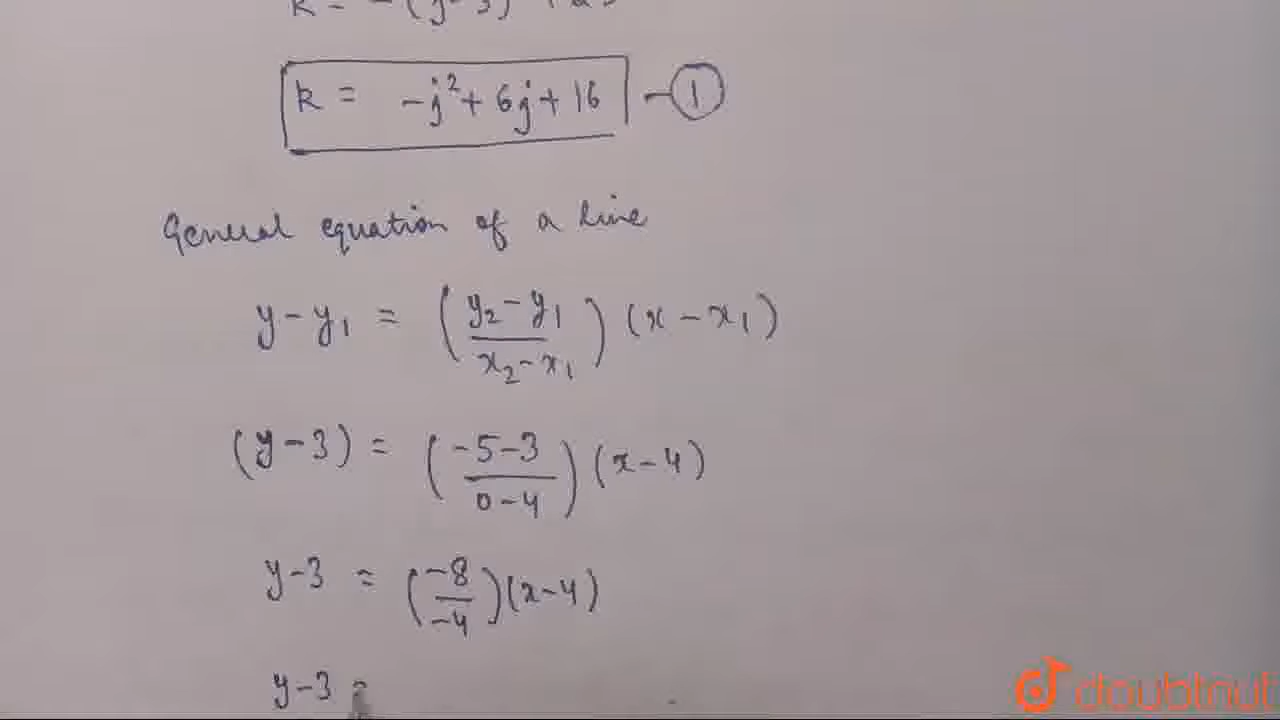 k = -j² + 6j + 16 — ①
General equation of a line
y - y₁ = ( y₂ - y₁ / x₂ - x₁ ) (x - x₁)
(y - 3) = ( -5-3 / 0-4 ) (x - 4)
y - 3 = ( -8 / -4 ) (x - 4)
y - 3 =
doubtnut